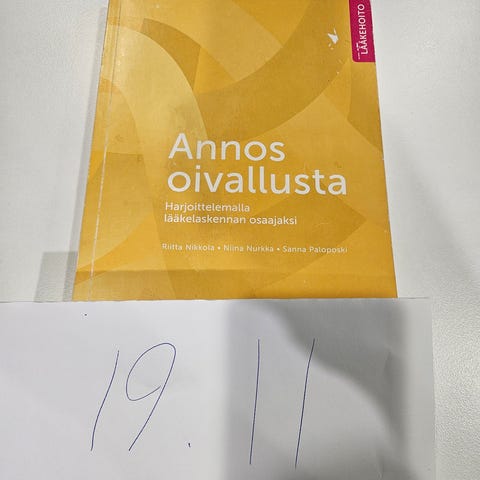 LÄÄKEHOITO
Annos
oivallusta
Harjoittelemalla
lääkelaskennan osaajaksi
Riitta Nikkola • Niina Nurkka • Sanna Paloposki
19. 11